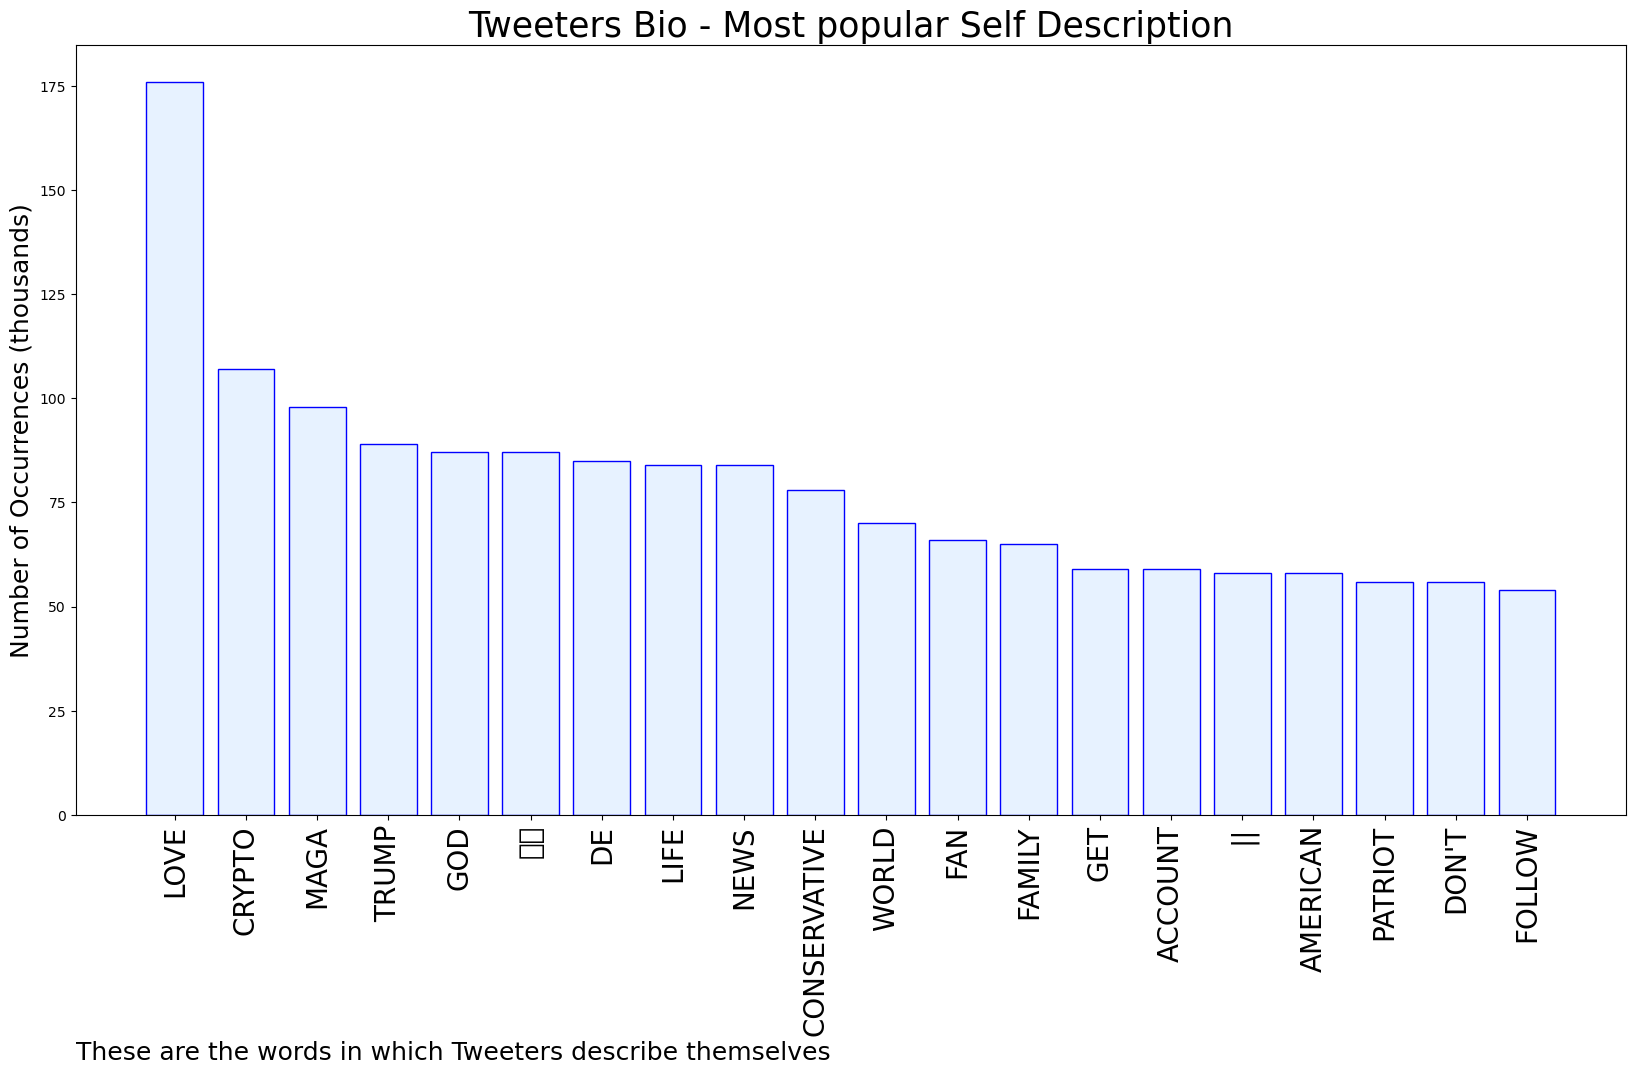 Tweeters Bio - Most popular Self Description
Number of Occurrences (thousands)
175
150
125
100
75
50
25
0
LOVE
CRYPTO
MAGA
TRUMP
GOD
DE
LIFE
NEWS
CONSERVATIVE
WORLD
FAN
FAMILY
GET
ACCOUNT
||
AMERICAN
PATRIOT
DON'T
FOLLOW
These are the words in which Tweeters describe themselves